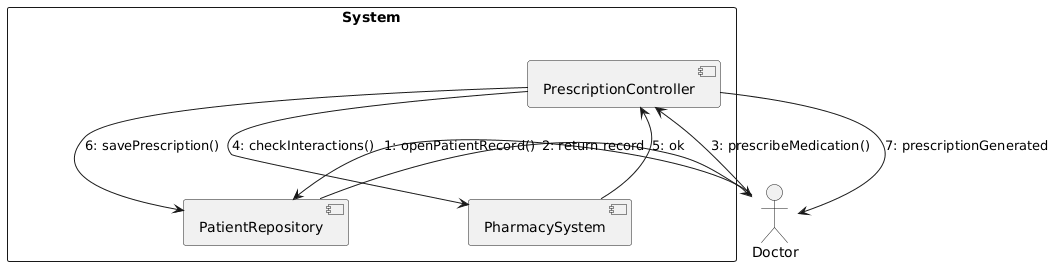 System
PrescriptionController
6: savePrescription()
4: checkInteractions()
1: openPatientRecord()
2: return record
5: ok
3: prescribeMedication()
7: prescriptionGenerated
PatientRepository
PharmacySystem
Doctor